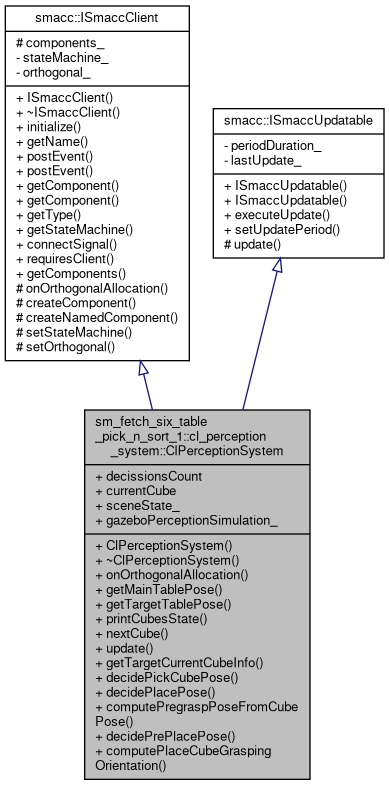 smacc::ISmaccClient
# components_
- stateMachine_
- orthogonal_
+ ISmaccClient()
+ ~ISmaccClient()
+ initialize()
+ getName()
+ postEvent()
+ postEvent()
+ getComponent()
+ getComponent()
+ getType()
+ getStateMachine()
+ connectSignal()
+ requiresClient()
+ getComponents()
# onOrthogonalAllocation()
# createComponent()
# createNamedComponent()
# setStateMachine()
# setOrthogonal()
smacc::ISmaccUpdatable
- periodDuration_
- lastUpdate_
+ ISmaccUpdatable()
+ ISmaccUpdatable()
+ executeUpdate()
+ setUpdatePeriod()
# update()
sm_fetch_six_table
_pick_n_sort_1::cl_perception
_system::ClPerceptionSystem
+ decissionsCount
+ currentCube
+ sceneState_
+ gazeboPerceptionSimulation_
+ ClPerceptionSystem()
+ ~ClPerceptionSystem()
+ onOrthogonalAllocation()
+ getMainTablePose()
+ getTargetTablePose()
+ printCubesState()
+ nextCube()
+ update()
+ getTargetCurrentCubeInfo()
+ decidePickCubePose()
+ decidePlacePose()
+ computePregraspPoseFromCube
Pose()
+ decidePrePlacePose()
+ computePlaceCubeGrasping
Orientation()